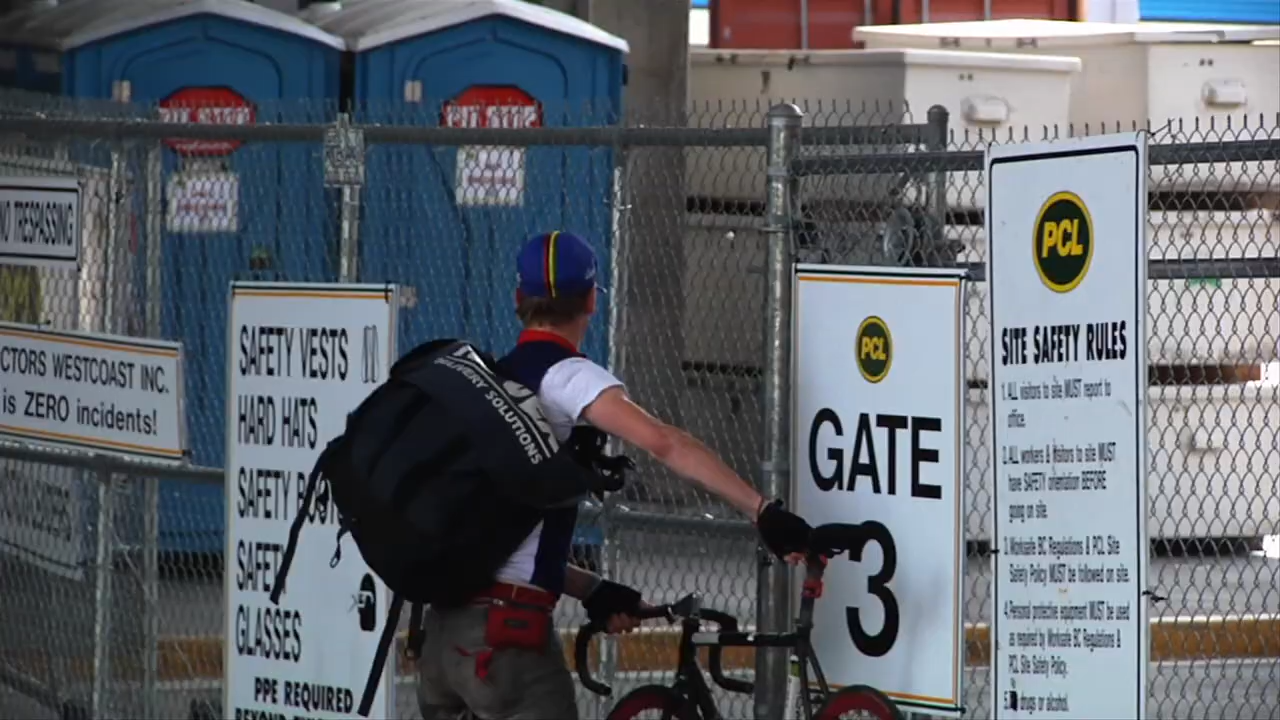 NO TRESPASSING
CTORS WESTCOAST INC.
is ZERO incidents!
SAFETY VESTS
HARD HATS
SAFETY
SAFETY
GLASSES
PPE REQUIRED
DELIVERY SOLUTIONS
PCL
GATE
3
PCL
SITE SAFETY RULES
1. ALL visitors to site MUST report to
office.
2. ALL workers & visitors to site MUST
have SAFETY orientation BEFORE
going on site.
3. Worksafe BC Regulations & PCL Site
Safety Policy MUST be followed on site.
4. Personal protective equipment MUST be used
as required by Worksafe BC Regulations &
PCL Site Safety Policy.
5. drugs or alcohol.